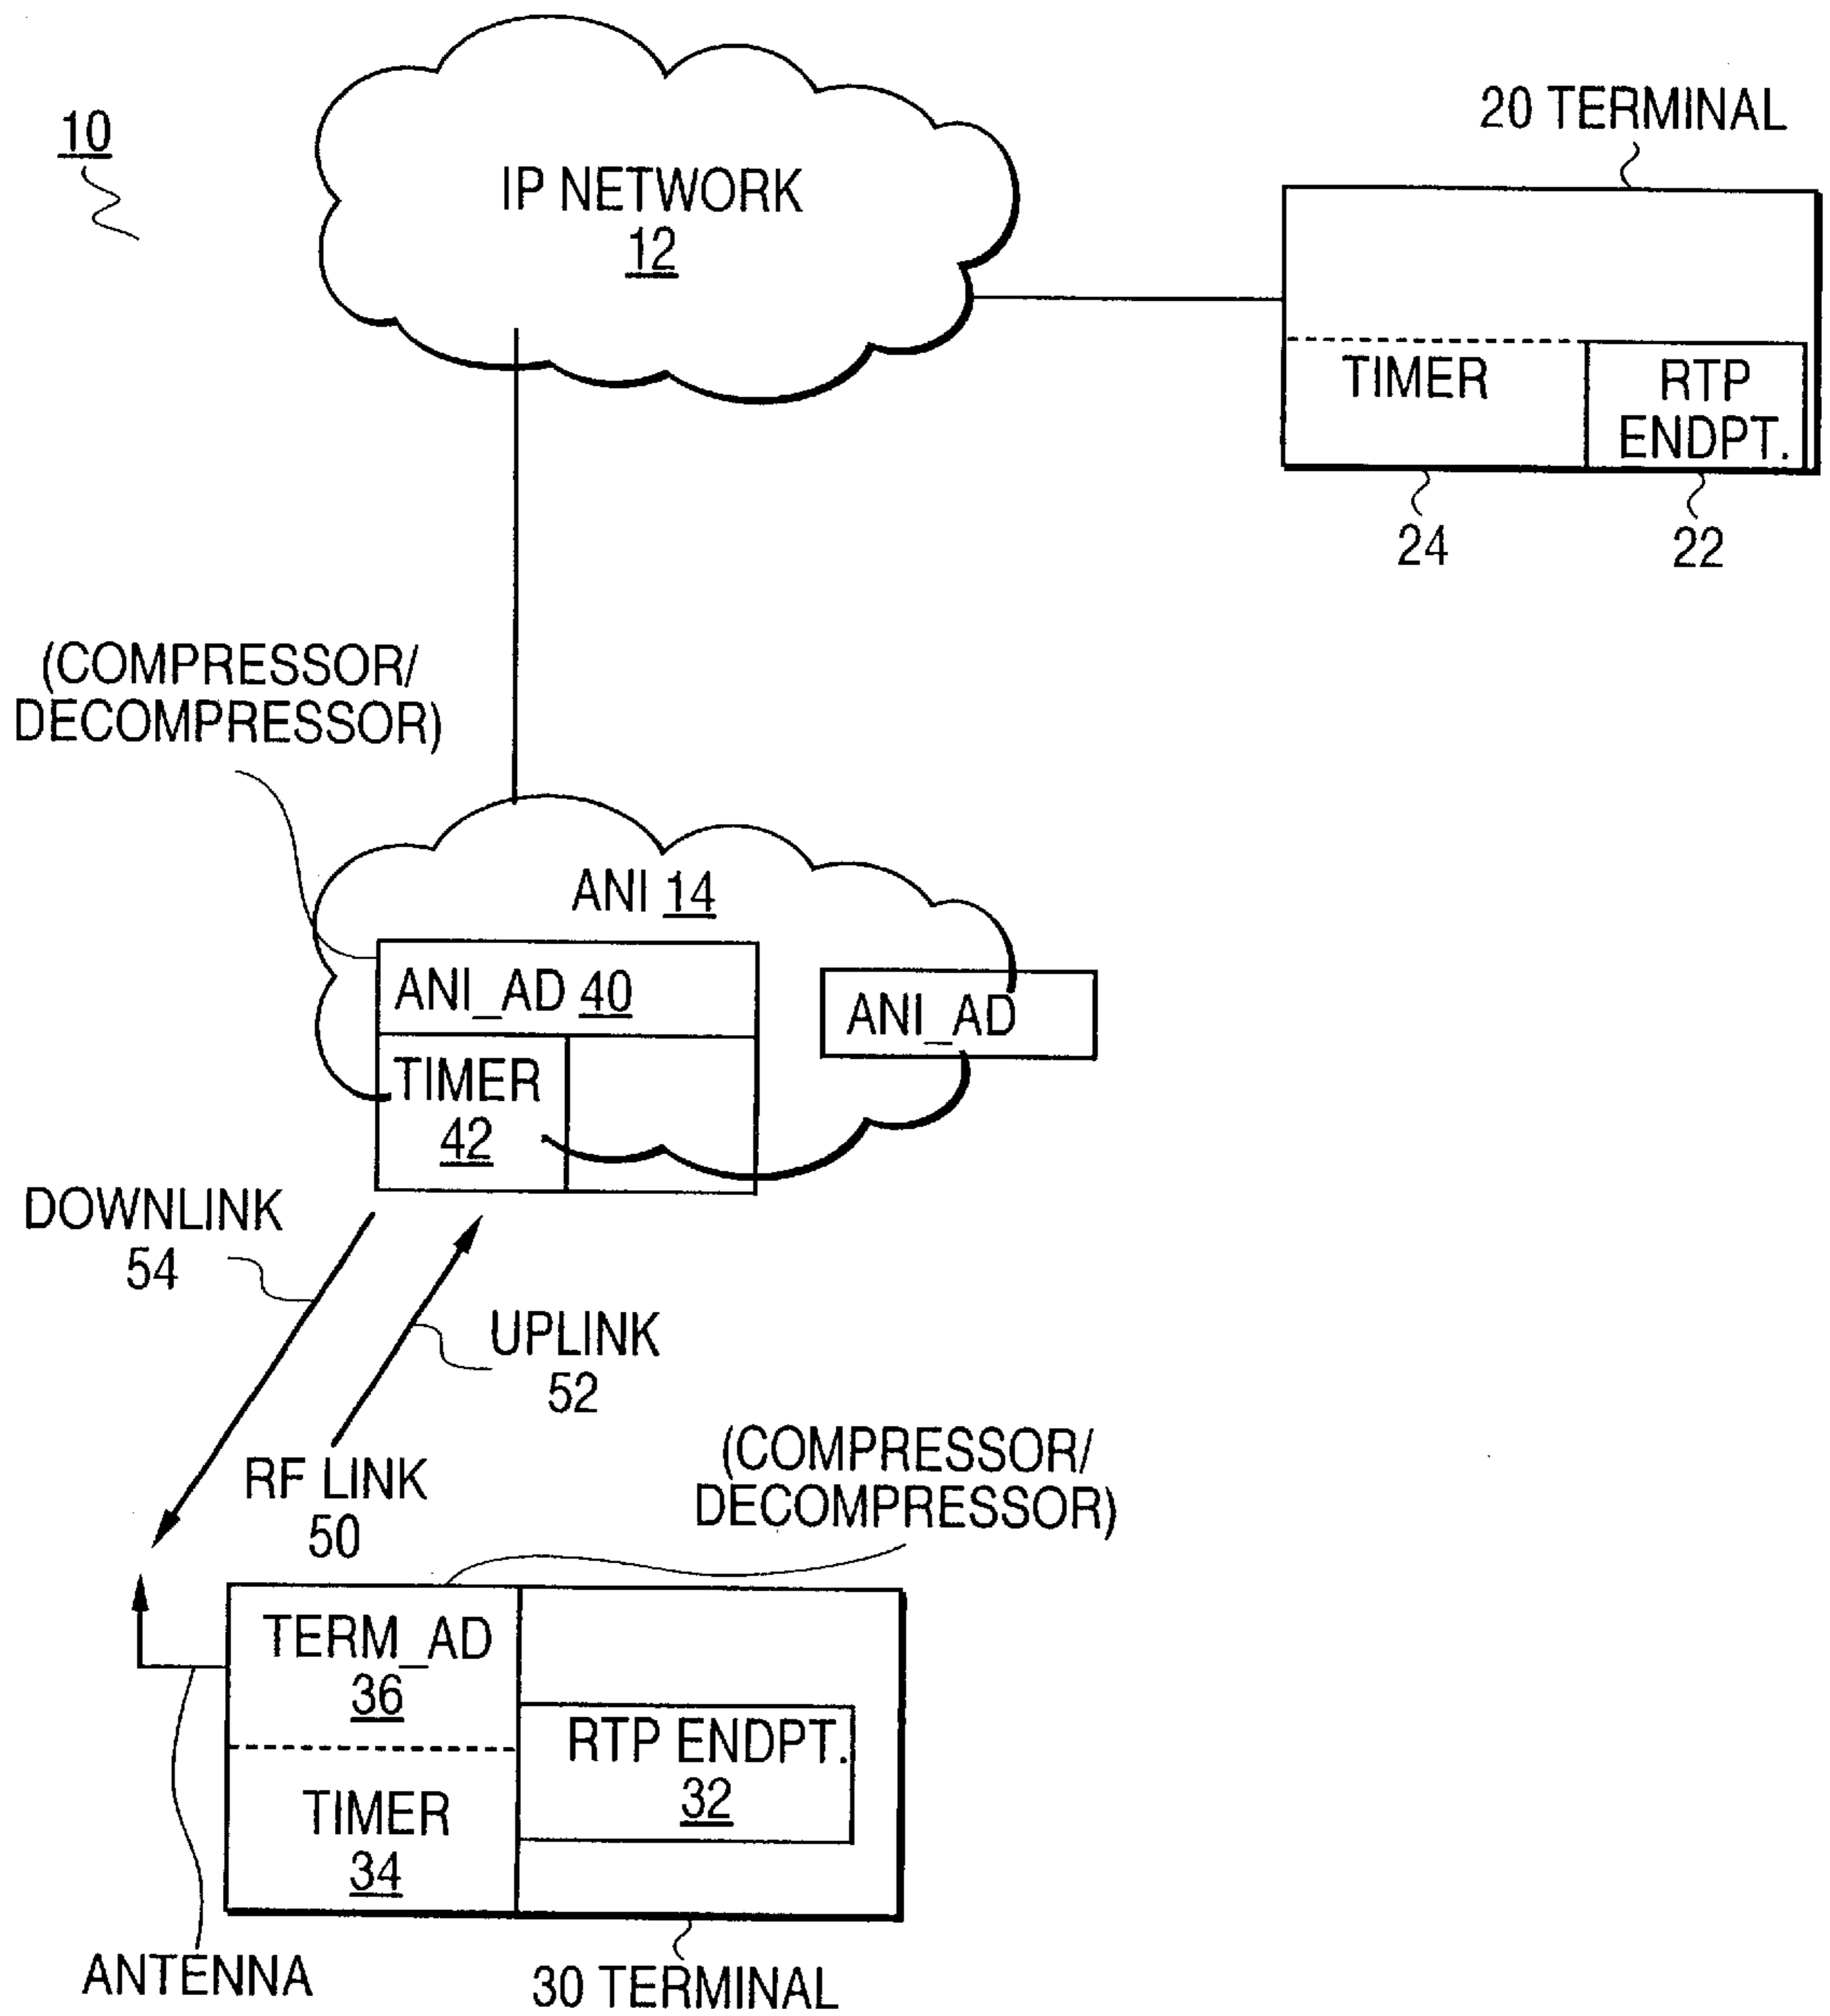 10
IP NETWORK
12
20 TERMINAL
TIMER
RTP
ENDPT.
24
22
(COMPRESSOR/
DECOMPRESSOR)
ANI 14
ANI_AD 40
ANI_AD
TIMER
42
DOWNLINK
54
UPLINK
52
RF LINK
50
(COMPRESSOR/
DECOMPRESSOR)
TERM_AD
36
RTP ENDPT.
32
TIMER
34
ANTENNA
30 TERMINAL